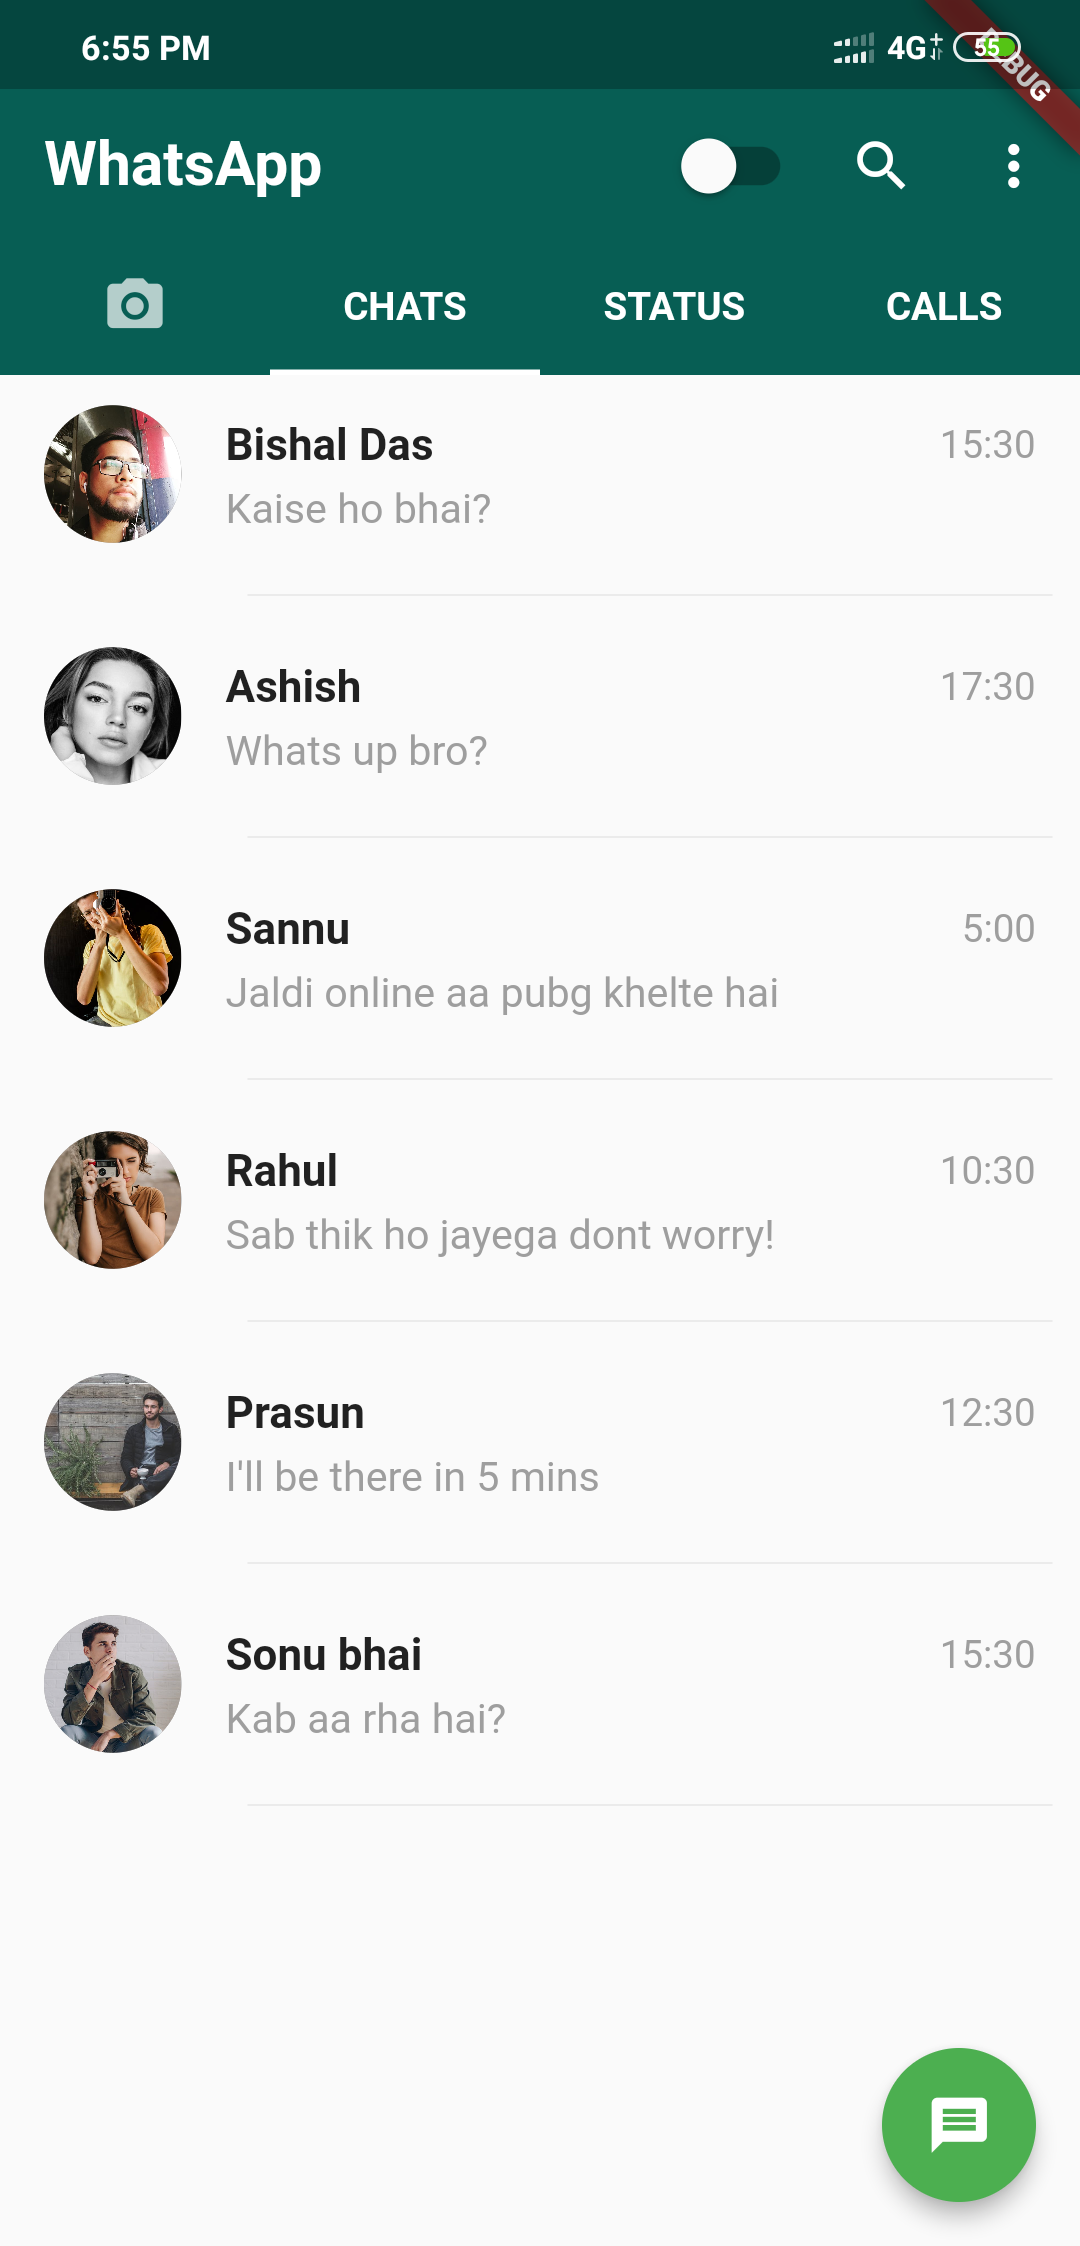 6:55 PM 4G 55
DEBUG
WhatsApp
CHATS STATUS CALLS
Bishal Das 15:30
Kaise ho bhai?
Ashish 17:30
Whats up bro?
Sannu 5:00
Jaldi online aa pubg khelte hai
Rahul 10:30
Sab thik ho jayega dont worry!
Prasun 12:30
I'll be there in 5 mins
Sonu bhai 15:30
Kab aa rha hai?